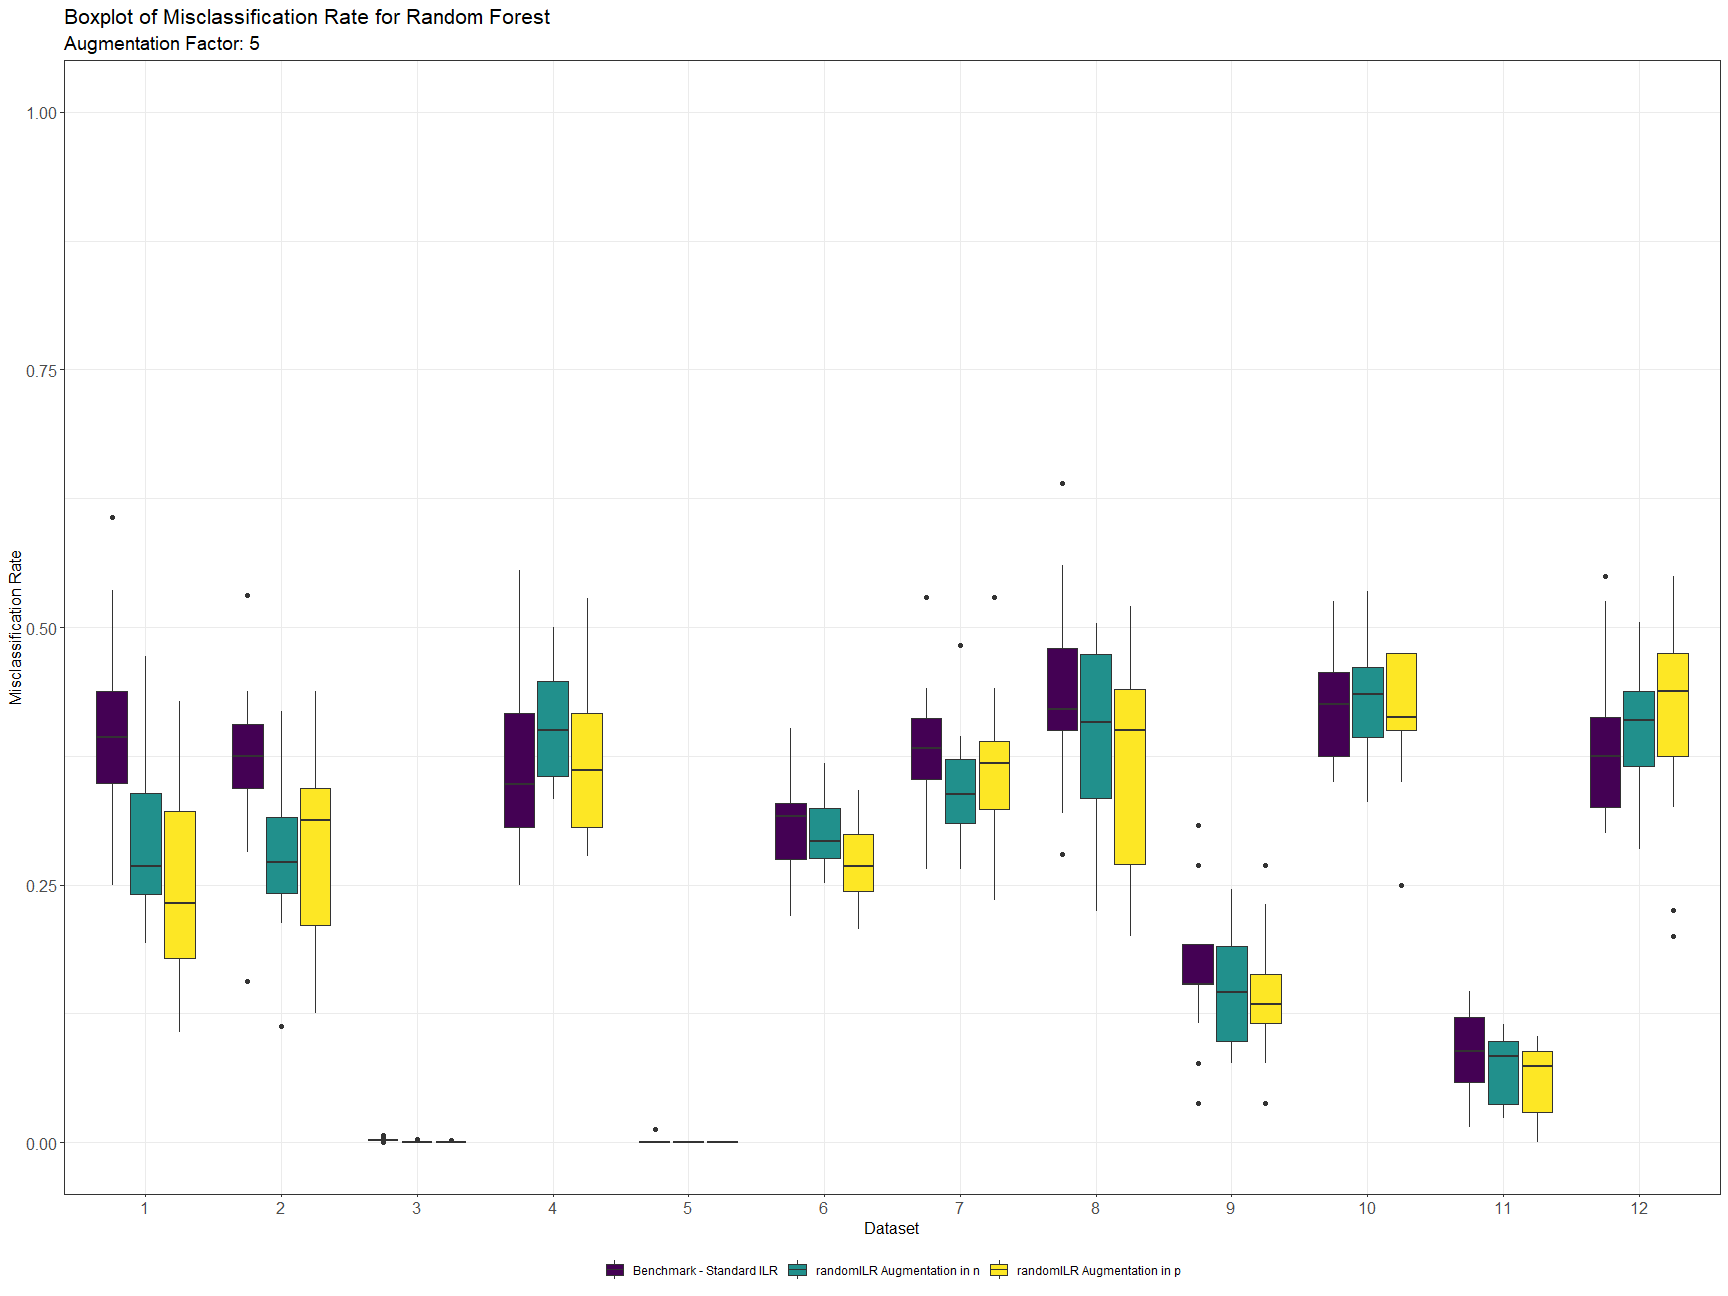 Boxplot of Misclassification Rate for Random Forest
Augmentation Factor: 5
1.00
0.75
0.50
0.25
0.00
Misclassification Rate
1 2 3 4 5 6 7 8 9 10 11 12
Dataset
Benchmark - Standard ILR randomILR Augmentation in n randomILR Augmentation in p